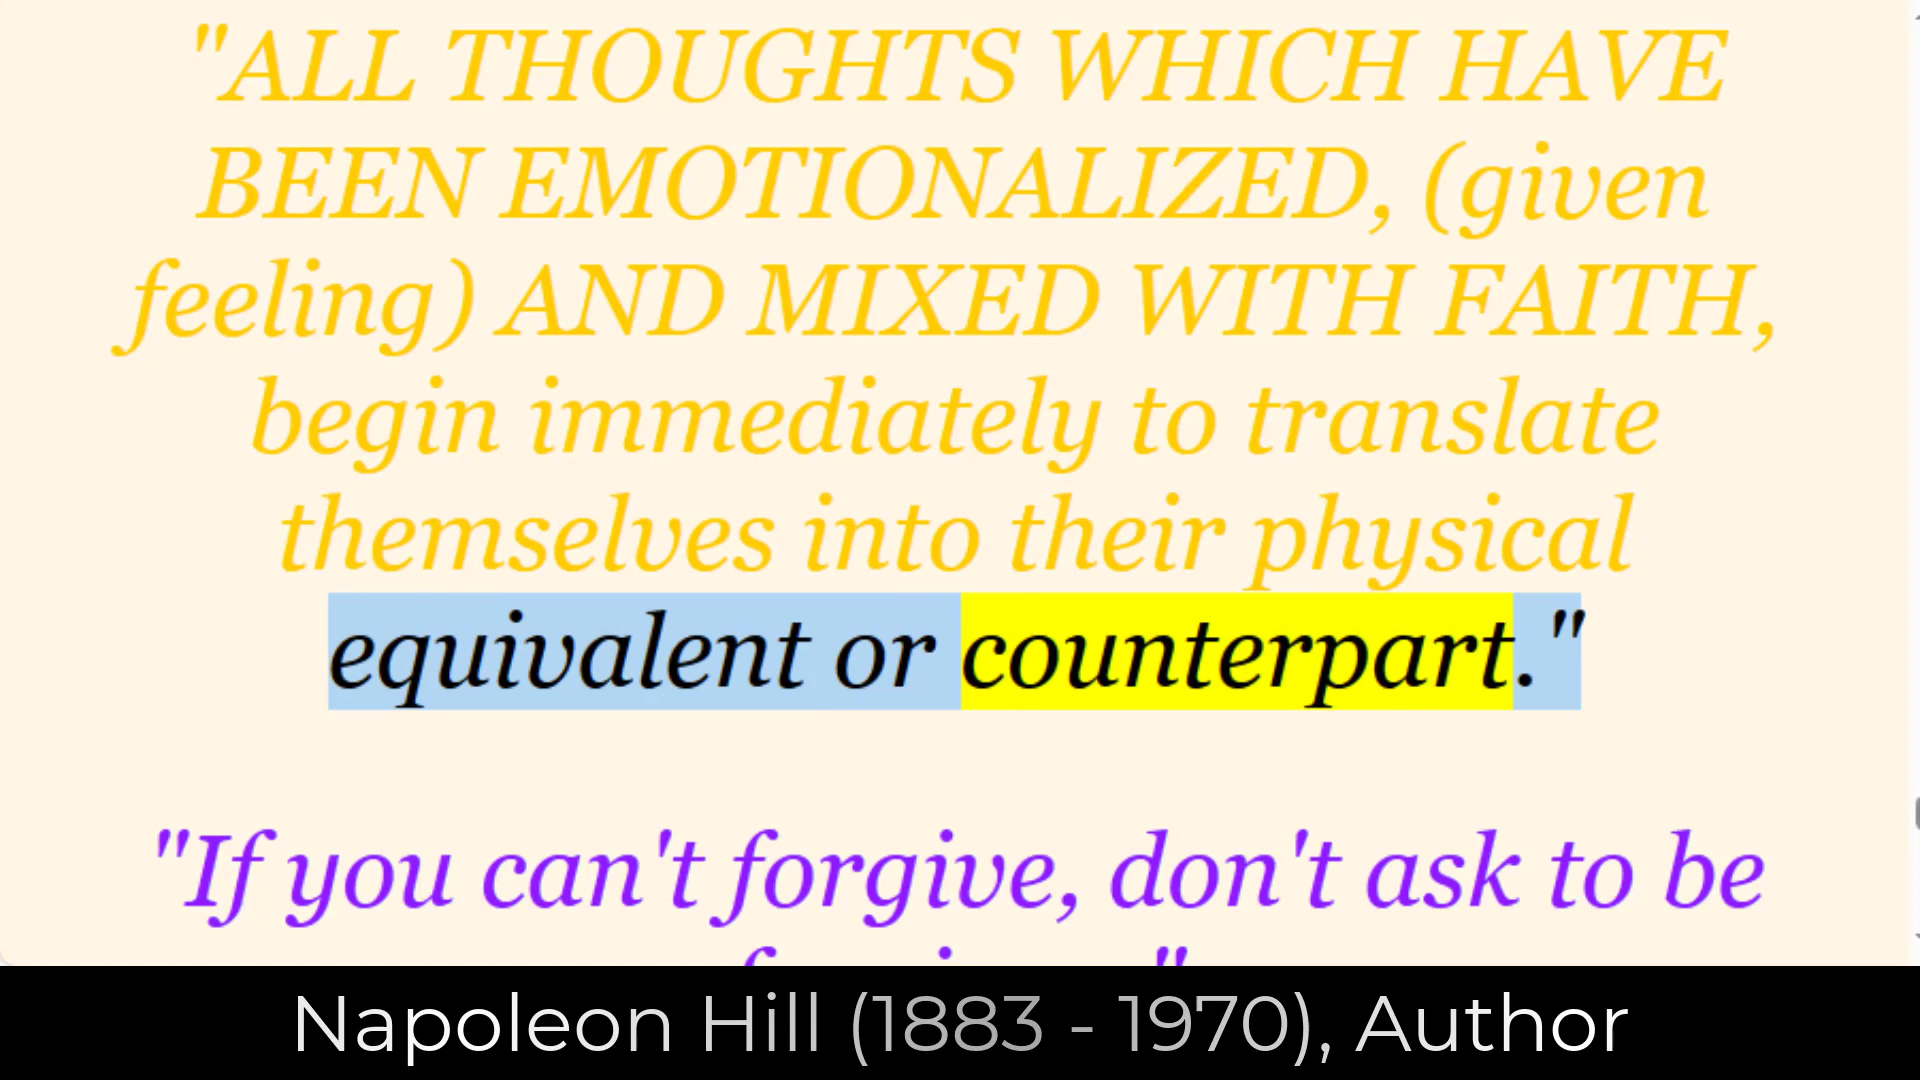 "ALL THOUGHTS WHICH HAVE
BEEN EMOTIONALIZED, (given
feeling) AND MIXED WITH FAITH,
begin immediately to translate
themselves into their physical
equivalent or counterpart."
"If you can't forgive, don't ask to be
Napoleon Hill (1883 - 1970), Author